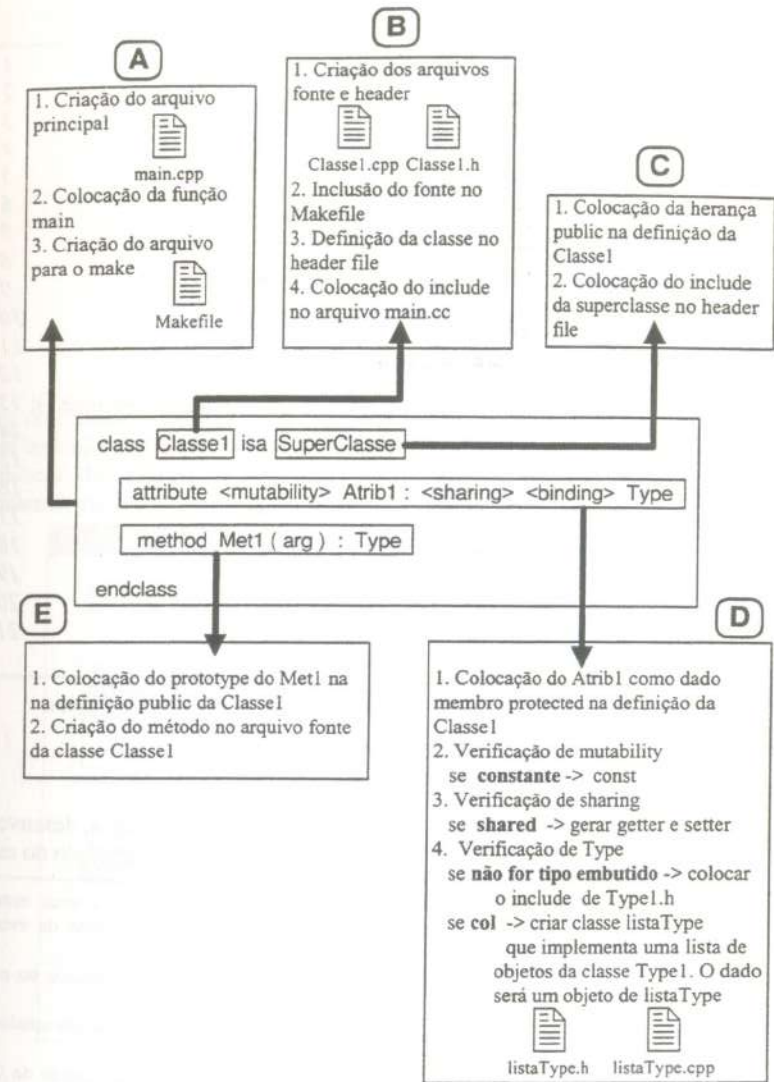 A
1. Criação do arquivo
principal
main.cpp
2. Colocação da função
main
3. Criação do arquivo
para o make
Makefile
B
1. Criação dos arquivos
fonte e header
Classe1.cpp Classe1.h
2. Inclusão do fonte no
Makefile
3. Definição da classe no
header file
4. Colocação do include
no arquivo main.cc
C
1. Colocação da herança
public na definição da
Classe1
2. Colocação do include
da superclasse no header
file
class Classe1 isa SuperClasse
attribute <mutability> Atrib1 : <sharing> <binding> Type
method Met1 ( arg ) : Type
endclass
E
1. Colocação do prototype do Met1 na
na definição public da Classe1
2. Criação do método no arquivo fonte
da classe Classe1
D
1. Colocação do Atrib1 como dado
membro protected na definição da
Classe1
2. Verificação de mutability
se constante -> const
3. Verificação de sharing
se shared -> gerar getter e setter
4. Verificação de Type
se não for tipo embutido -> colocar
o include de Type1.h
se col -> criar classe listaType
que implementa uma lista de
objetos da classe Type1. O dado
será um objeto de listaType
listaType.h listaType.cpp